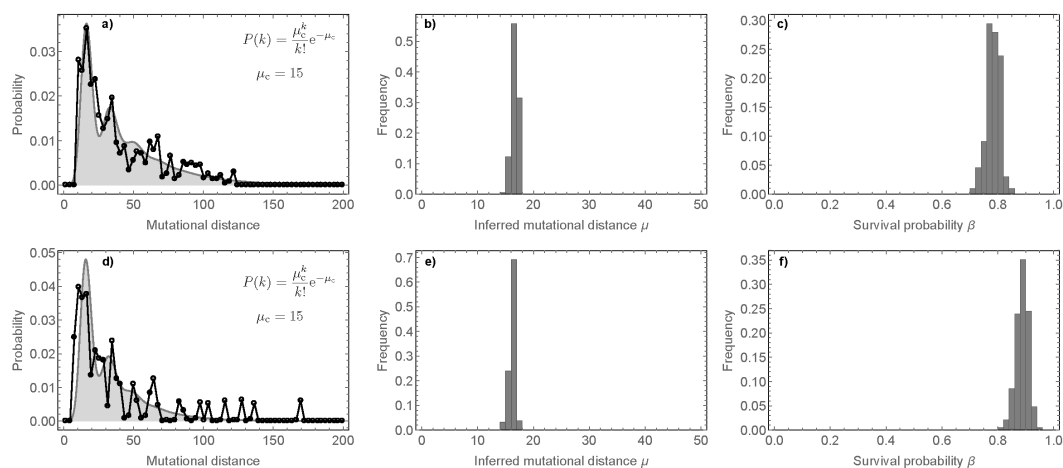 a)
P(k) = μ_c^k / k! e^{−μ_c}
μ_c = 15
Probability
0.03
0.02
0.01
0.00
0 50 100 150 200
Mutational distance
b)
Frequency
0.5
0.4
0.3
0.2
0.1
0.0
0 10 20 30 40 50
Inferred mutational distance μ
c)
Frequency
0.30
0.25
0.20
0.15
0.10
0.05
0.00
0.0 0.2 0.4 0.6 0.8 1.0
Survival probability β
d)
P(k) = μ_c^k / k! e^{−μ_c}
μ_c = 15
Probability
0.05
0.04
0.03
0.02
0.01
0.00
0 50 100 150 200
Mutational distance
e)
Frequency
0.7
0.6
0.5
0.4
0.3
0.2
0.1
0.0
0 10 20 30 40 50
Inferred mutational distance μ
f)
Frequency
0.35
0.30
0.25
0.20
0.15
0.10
0.05
0.00
0.0 0.2 0.4 0.6 0.8 1.0
Survival probability β